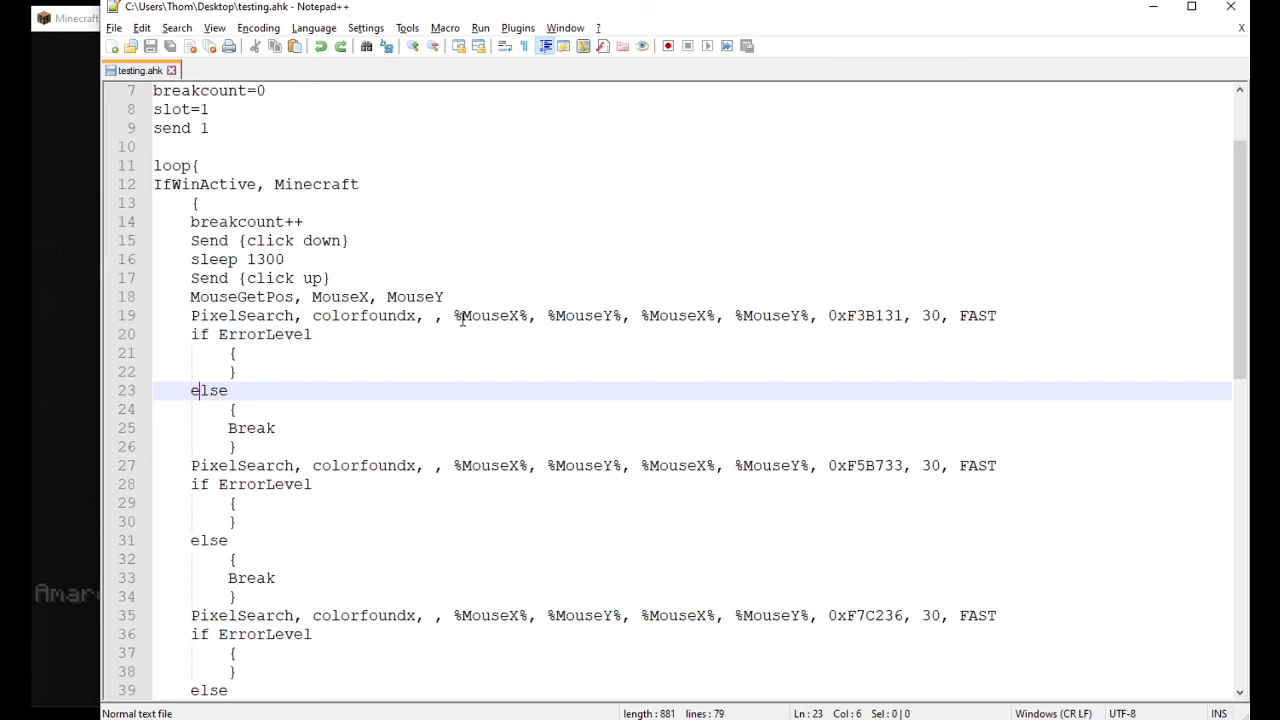 Minecraft
C:\Users\Thom\Desktop\testing.ahk - Notepad++
File Edit Search View Encoding Language Settings Tools Macro Run Plugins Window ? X
testing.ahk
7 breakcount=0
8 slot=1
9 send 1
10
11 loop{
12 IfWinActive, Minecraft
13 {
14 breakcount++
15 Send {click down}
16 sleep 1300
17 Send {click up}
18 MouseGetPos, MouseX, MouseY
19 PixelSearch, colorfoundx, , %MouseX%, %MouseY%, %MouseX%, %MouseY%, 0xF3B131, 30, FAST
20 if ErrorLevel
21 {
22 }
23 else
24 {
25 Break
26 }
27 PixelSearch, colorfoundx, , %MouseX%, %MouseY%, %MouseX%, %MouseY%, 0xF5B733, 30, FAST
28 if ErrorLevel
29 {
30 }
31 else
32 {
33 Break
34 }
35 PixelSearch, colorfoundx, , %MouseX%, %MouseY%, %MouseX%, %MouseY%, 0xF7C236, 30, FAST
36 if ErrorLevel
37 {
38 }
39 else
Normal text file length : 881 lines : 79 Ln : 23 Col : 6 Sel : 0 | 0 Windows (CR LF) UTF-8 INS